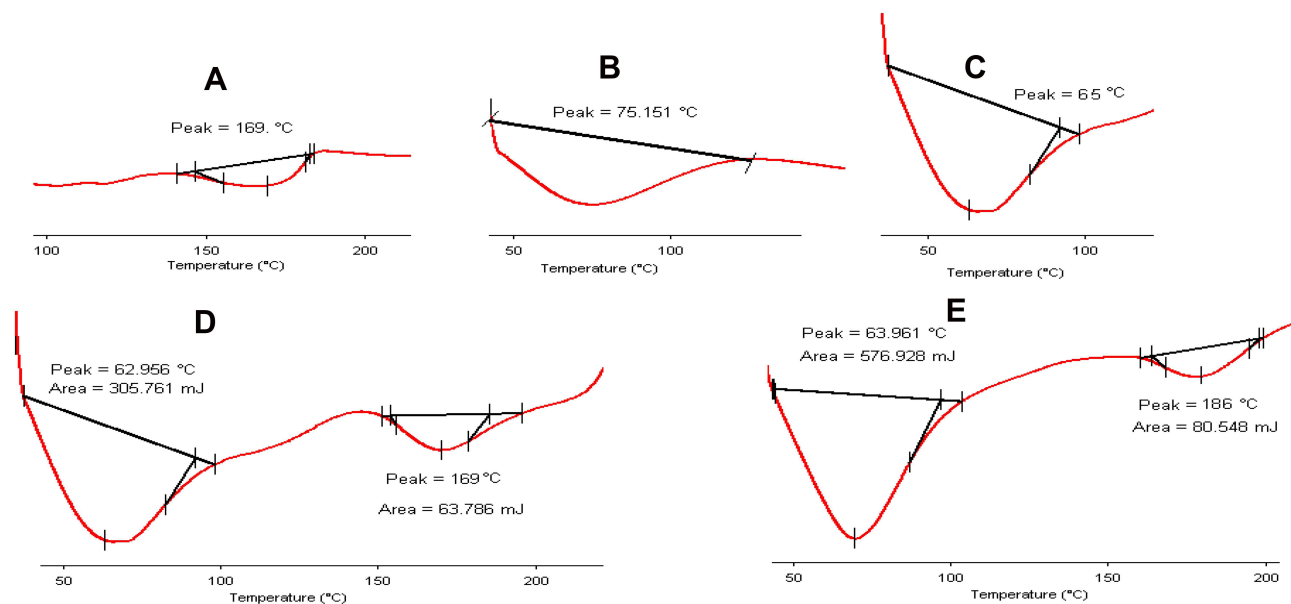 A
Peak = 169. °C
100 150 200
Temperature (°C)
B
Peak = 75.151 °C
50 100
Temperature (°C)
C
Peak = 65 °C
50 100
Temperature (°C)
D
Peak = 62.956 °C
Area = 305.761 mJ
Peak = 169 °C
Area = 63.786 mJ
50 100 150 200
Temperature (°C)
E
Peak = 63.961 °C
Area = 576.928 mJ
Peak = 186 °C
Area = 80.548 mJ
50 100 150 200
Temperature (°C)